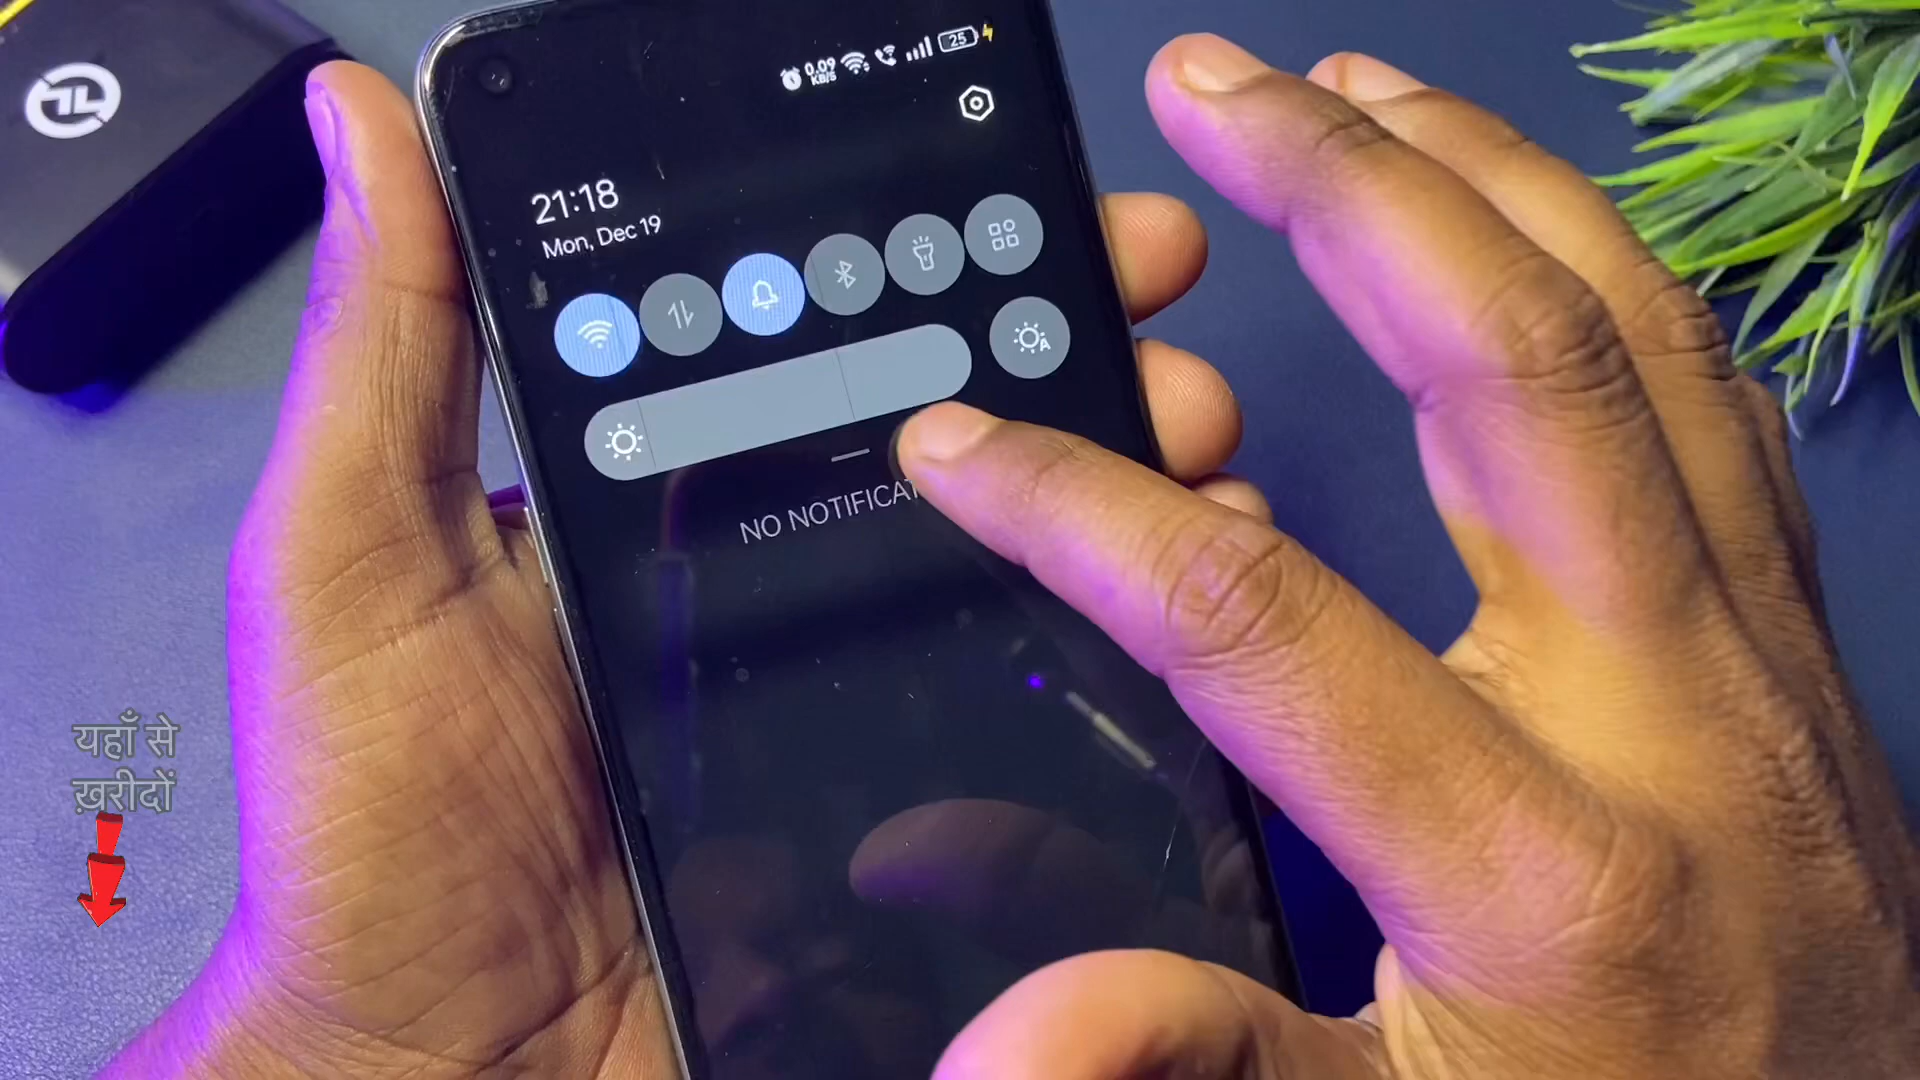 0.09
KB/S
25
21:18
Mon, Dec 19
A
NO NOTIFICAT
यहाँ से
ख़रीदों